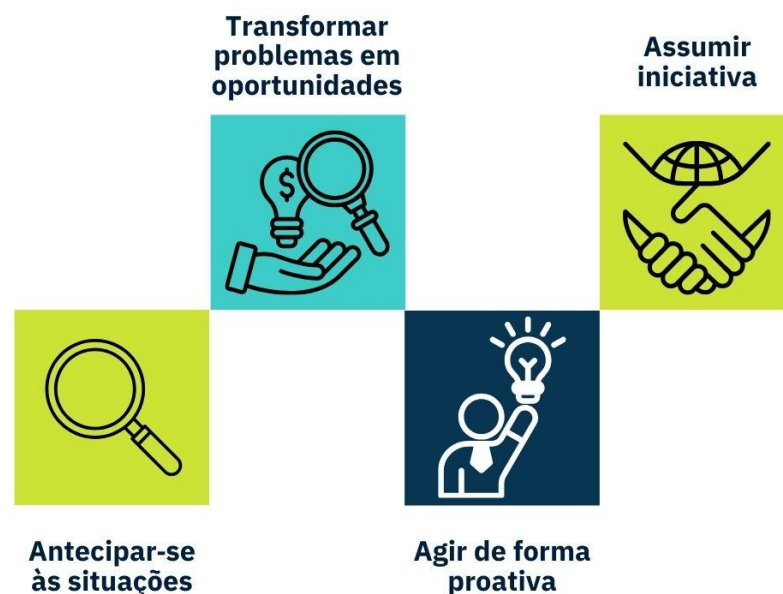 Transformar
problemas em
oportunidades
Assumir
iniciativa
$
Antecipar-se
às situações
Agir de forma
proativa